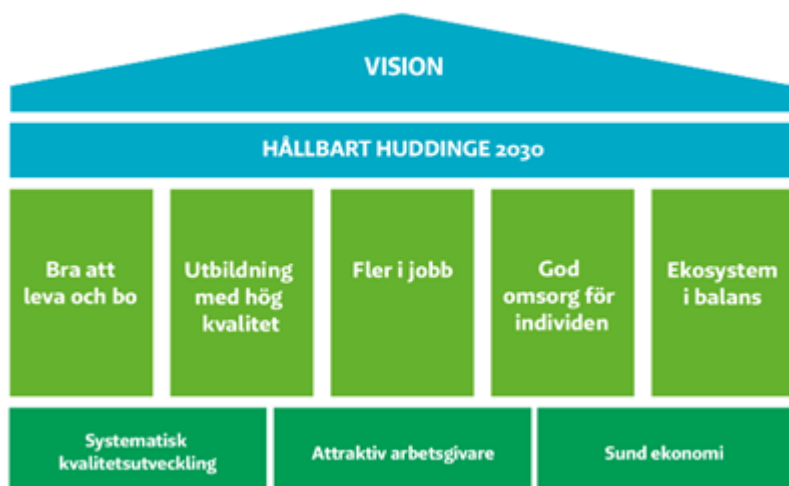 VISION
HÅLLBART HUDDINGE 2030
Bra att
leva och bo
Utbildning
med hög
kvalitet
Fler i jobb
God
omsorg för
individen
Ekosystem
i balans
Systematisk
kvalitetsutveckling
Attraktiv arbetsgivare
Sund ekonomi